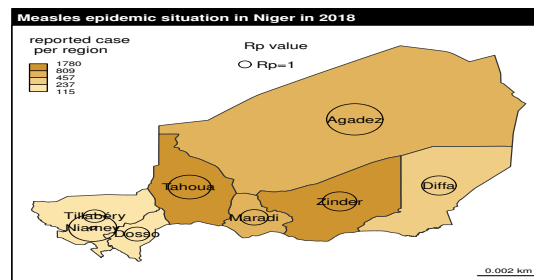 Measles epidemic situation in Niger in 2018
reported case
per region
1780
809
457
237
115
Rp value
Rp=1
Agadez
Tahoua
Zinder
Diffa
Maradi
Tillabéry
Niamey
Dosso
0.002 km